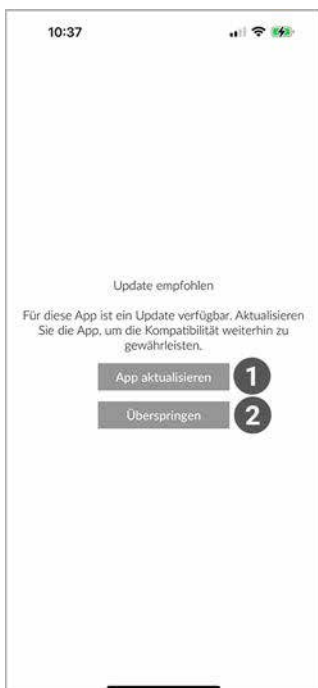 10:37
Update empfohlen
Für diese App ist ein Update verfügbar. Aktualisieren
Sie die App, um die Kompatibilität weiterhin zu
gewährleisten.
App aktualisieren 1
Überspringen 2